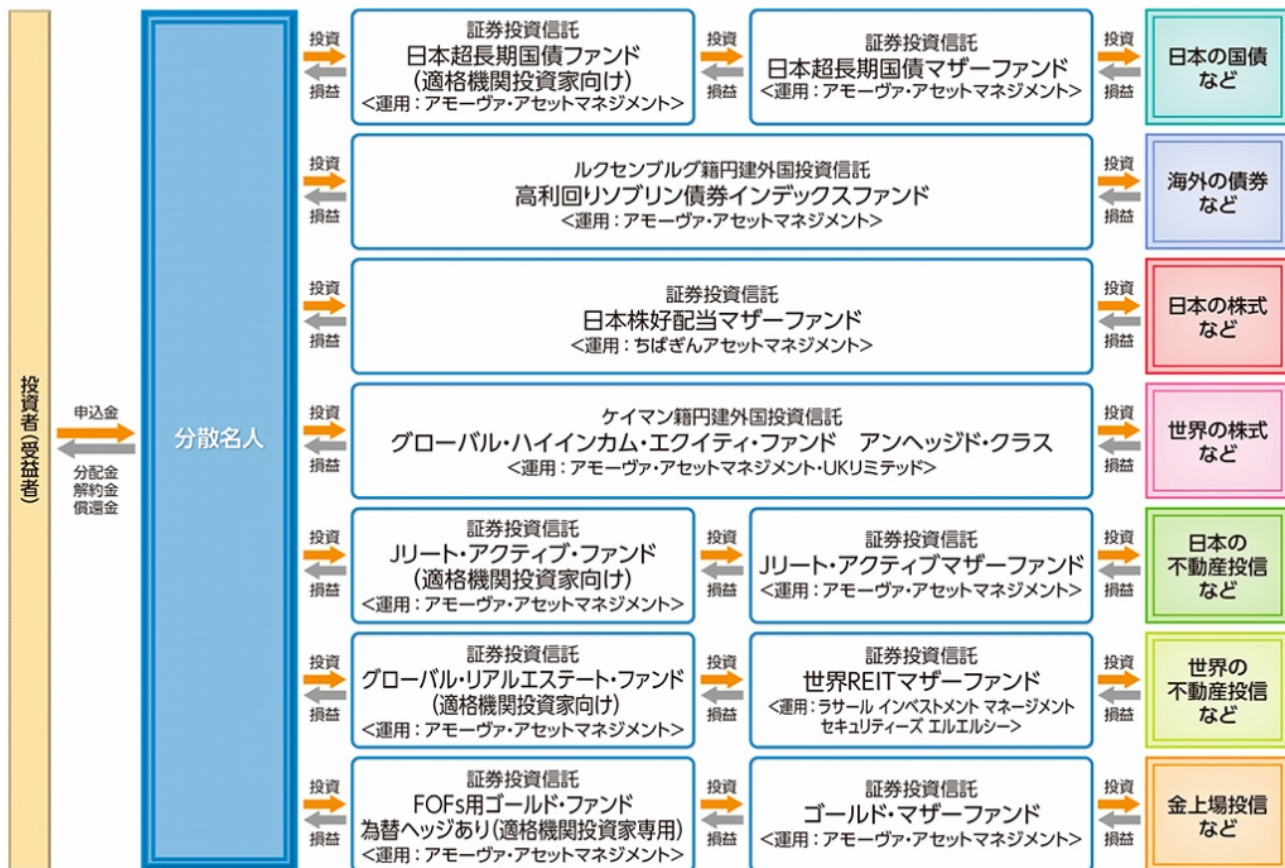 投資者(受益者)
申込金
分配金
解約金
償還金
分散名人
投資
損益
証券投資信託
日本超長期国債ファンド
(適格機関投資家向け)
<運用：アモーヴァ・アセットマネジメント>
投資
損益
証券投資信託
日本超長期国債マザーファンド
<運用：アモーヴァ・アセットマネジメント>
投資
損益
日本の国債
など
投資
損益
ルクセンブルグ籍円建外国投資信託
高利回りソブリン債券インデックスファンド
<運用：アモーヴァ・アセットマネジメント>
投資
損益
海外の債券
など
投資
損益
証券投資信託
日本株好配当マザーファンド
<運用：ちばぎんアセットマネジメント>
投資
損益
日本の株式
など
投資
損益
ケイマン籍円建外国投資信託
グローバル・ハイインカム・エクイティ・ファンド　アンヘッジド・クラス
<運用：アモーヴァ・アセットマネジメント・UKリミテッド>
投資
損益
世界の株式
など
投資
損益
証券投資信託
Jリート・アクティブ・ファンド
(適格機関投資家向け)
<運用：アモーヴァ・アセットマネジメント>
投資
損益
証券投資信託
Jリート・アクティブマザーファンド
<運用：アモーヴァ・アセットマネジメント>
投資
損益
日本の
不動産投信
など
投資
損益
証券投資信託
グローバル・リアルエステート・ファンド
(適格機関投資家向け)
<運用：アモーヴァ・アセットマネジメント>
投資
損益
証券投資信託
世界REITマザーファンド
<運用：ラサール インベストメント マネージメント
セキュリティーズ エルエルシー>
投資
損益
世界の
不動産投信
など
投資
損益
証券投資信託
FOFs用ゴールド・ファンド
為替ヘッジあり(適格機関投資家専用)
<運用：アモーヴァ・アセットマネジメント>
投資
損益
証券投資信託
ゴールド・マザーファンド
<運用：アモーヴァ・アセットマネジメント>
投資
損益
金上場投信
など